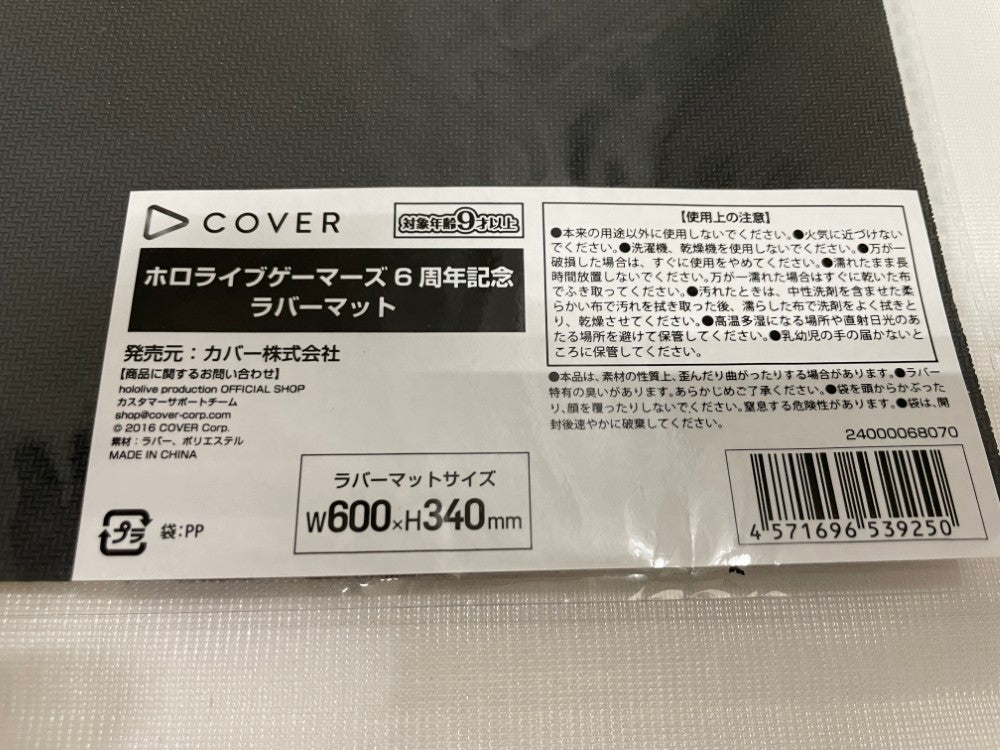 COVER
対象年齢9才以上
ホロライブゲーマーズ 6 周年記念
ラバーマット
発売元：カバー株式会社
【商品に関するお問い合わせ】
hololive production OFFICIAL SHOP
カスタマーサポートチーム
shop@cover-corp.com
© 2016 COVER Corp.
素材：ラバー、ポリエステル
MADE IN CHINA
プラ
袋:PP
ラバーマットサイズ
W600×H340mm
【使用上の注意】
●本来の用途以外に使用しないでください。●火気に近づけない
でください。●洗濯機、乾燥機を使用しないでください。●万が一
破損した場合は、すぐに使用をやめてください。●濡れたまま長
時間放置しないでください。万が一濡れた場合はすぐに乾いた布
でふき取ってください。●汚れたときは、中性洗剤を含ませた柔
らかい布で汚れを拭き取った後、濡らした布で洗剤をよく拭きと
り、乾燥させてください。●高温多湿になる場所や直射日光のあ
たる場所を避けて保管してください。●乳幼児の手の届かないと
ころに保管してください。
●本品は、素材の性質上、歪んだり曲がったりする場合があります。●ラバー
特有の臭いがあります。あらかじめご了承ください。●袋を頭からかぶった
り、顔を覆ったりしないでください。窒息する危険性があります。●袋は、開
封後速やかに破棄してください。
24000068070
4 571696 539250